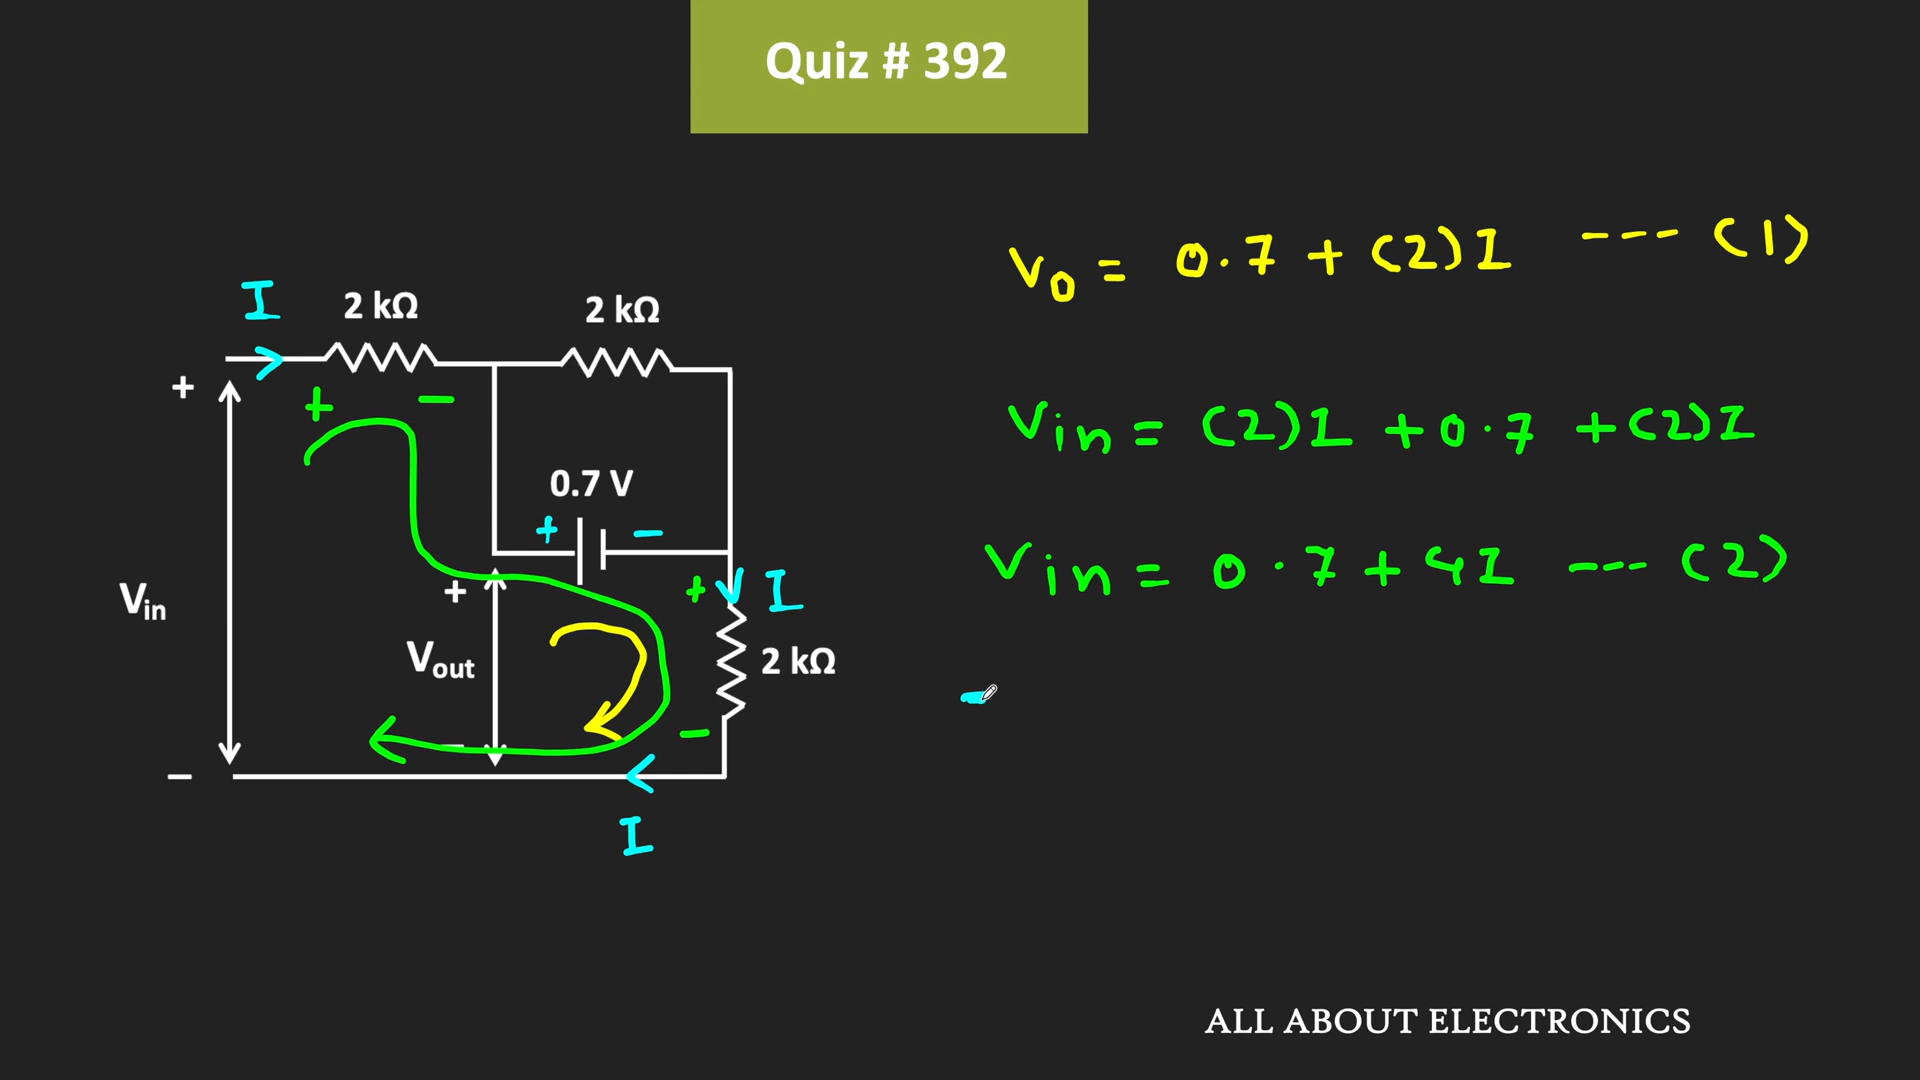 Quiz # 392
V₀ = 0.7 + (2)I --- (1)
I
2 kΩ
2 kΩ
+
+
−
Vin = (2)I + 0.7 + (2)I
0.7 V
+
−
Vin = 0.7 + 4I --- (2)
+
+
I
Vin
Vout
2 kΩ
−
−
−
I
ALL ABOUT ELECTRONICS